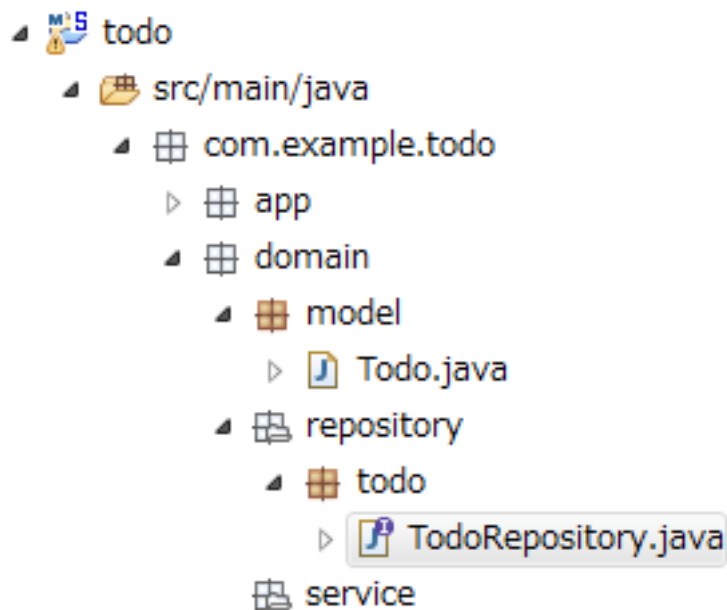 todo
src/main/java
com.example.todo
app
domain
model
Todo.java
repository
todo
TodoRepository.java
service